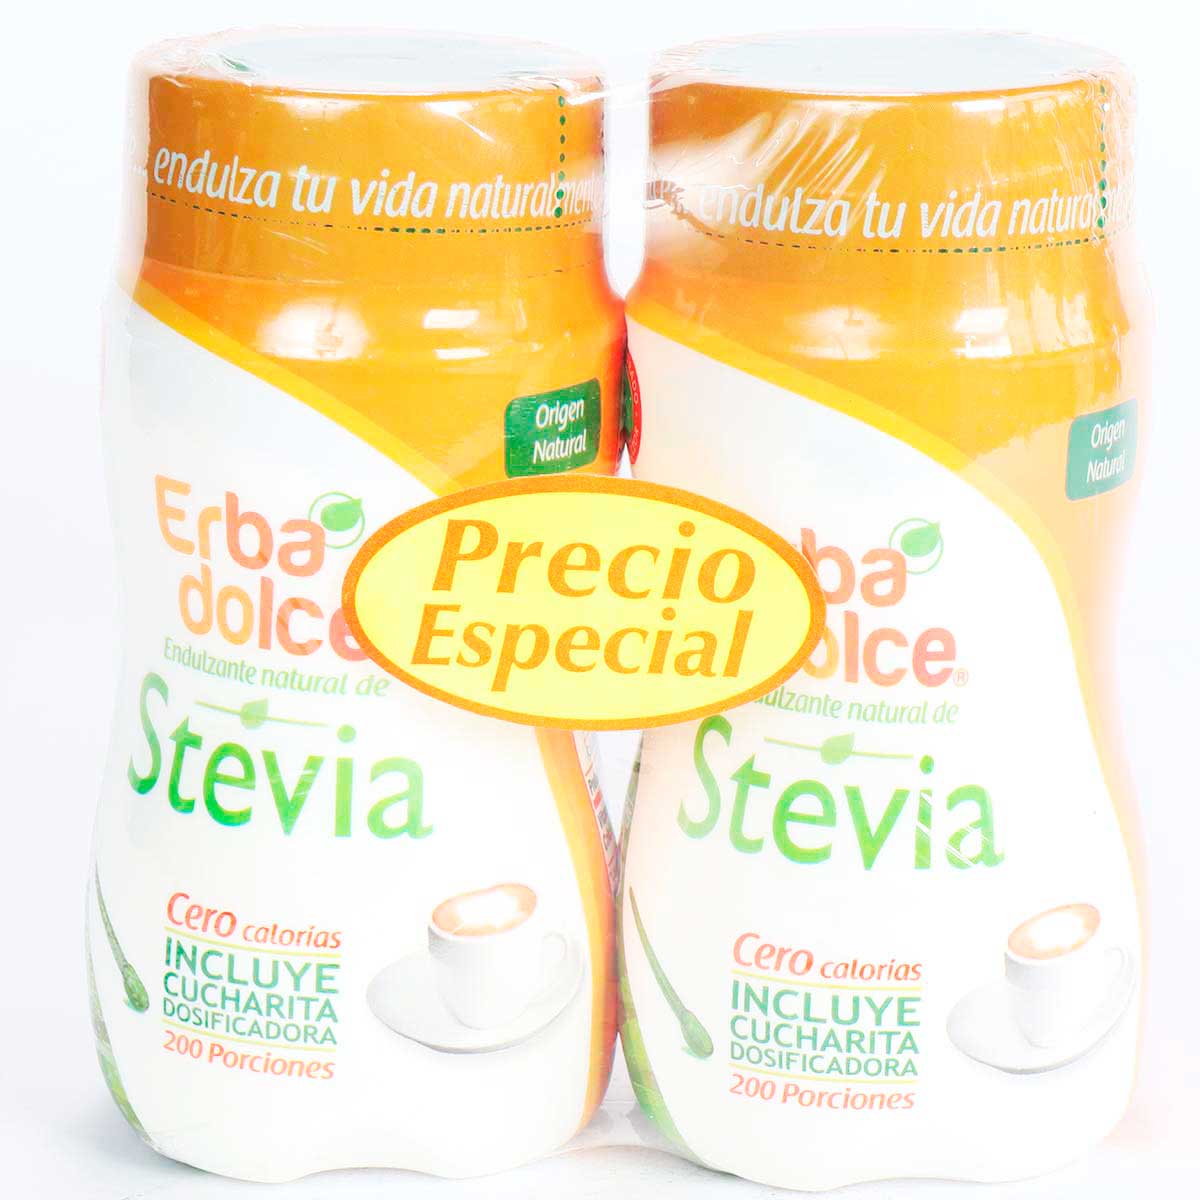 endulza tu vida natural
Origen
Natural
Erba
dolce
Endulzante natural de
Stevia
Cero calorías
INCLUYE
CUCHARITA
DOSIFICADORA
200 Porciones
Precio
Especial
endulza tu vida natural
Origen
Natural
ba
olce®
ulzante natural de
Stevia
Cero calorías
INCLUYE
CUCHARITA
DOSIFICADORA
200 Porciones